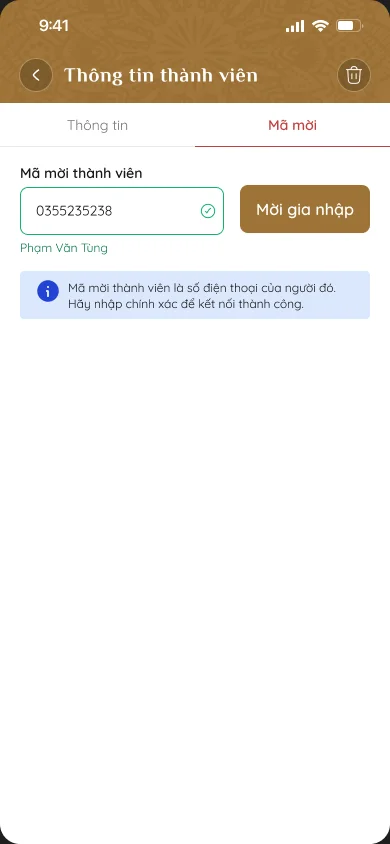 9:41
Thông tin thành viên
Thông tin
Mã mời
Mã mời thành viên
0355235238
Mời gia nhập
Phạm Văn Tùng
Mã mời thành viên là số điện thoại của người đó.
Hãy nhập chính xác để kết nối thành công.